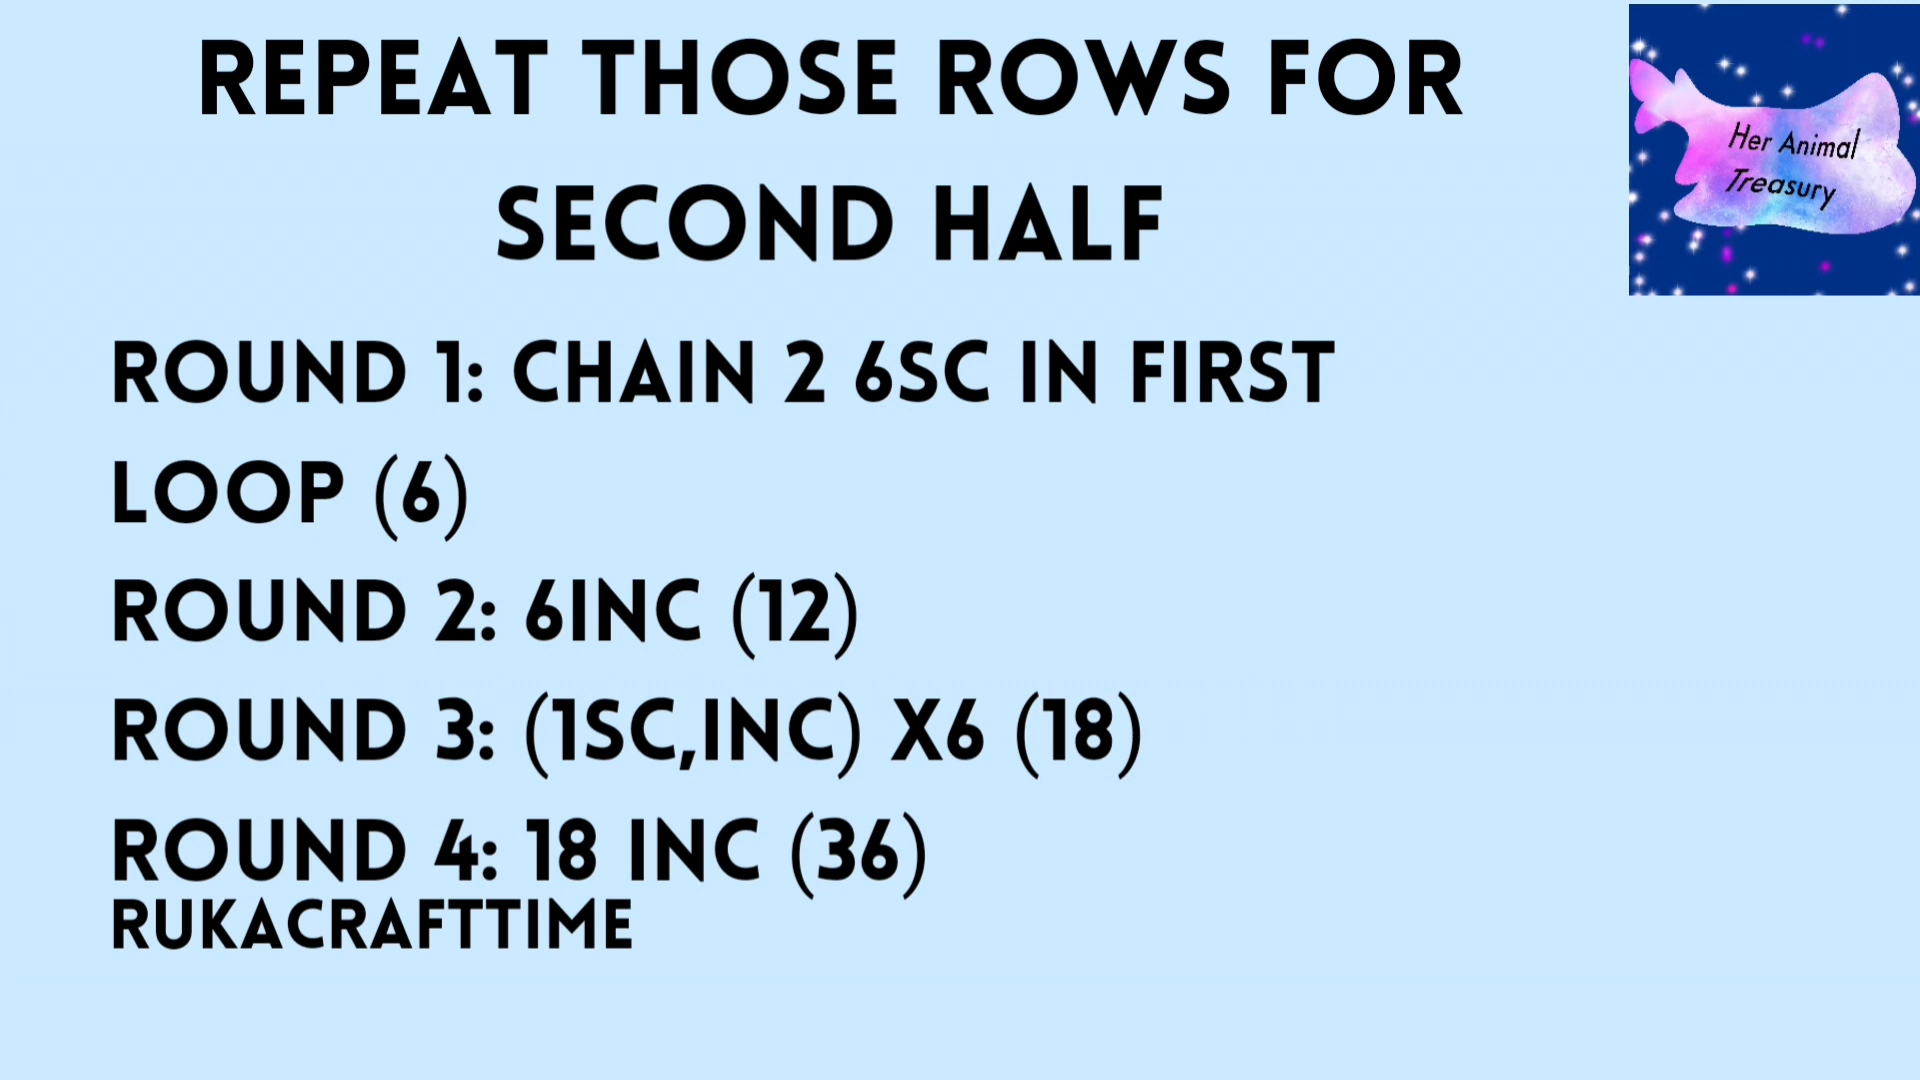 REPEAT THOSE ROWS FOR
SECOND HALF
Her Animal
Treasury
ROUND 1: CHAIN 2 6SC IN FIRST
LOOP (6)
ROUND 2: 6INC (12)
ROUND 3: (1SC,INC) X6 (18)
ROUND 4: 18 INC (36)
RUKACRAFTTIME